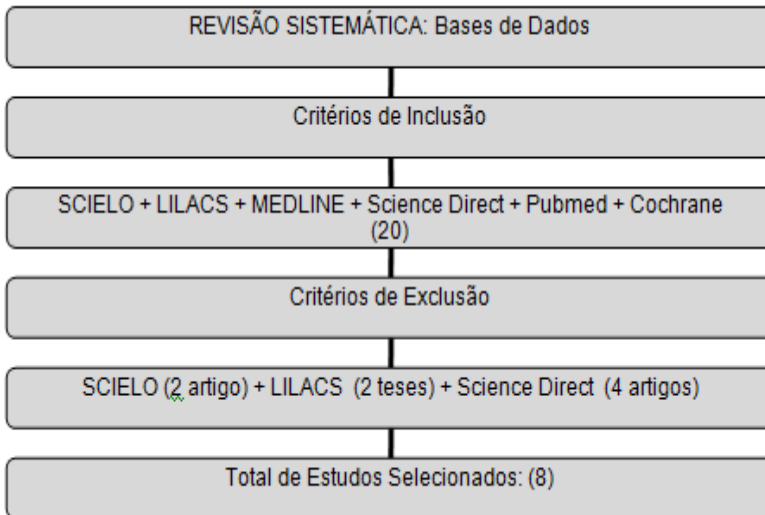 REVISÃO SISTEMÁTICA: Bases de Dados
Critérios de Inclusão
SCIELO + LILACS + MEDLINE + Science Direct + Pubmed + Cochrane
(20)
Critérios de Exclusão
SCIELO (2 artigo) + LILACS (2 teses) + Science Direct (4 artigos)
Total de Estudos Selecionados: (8)